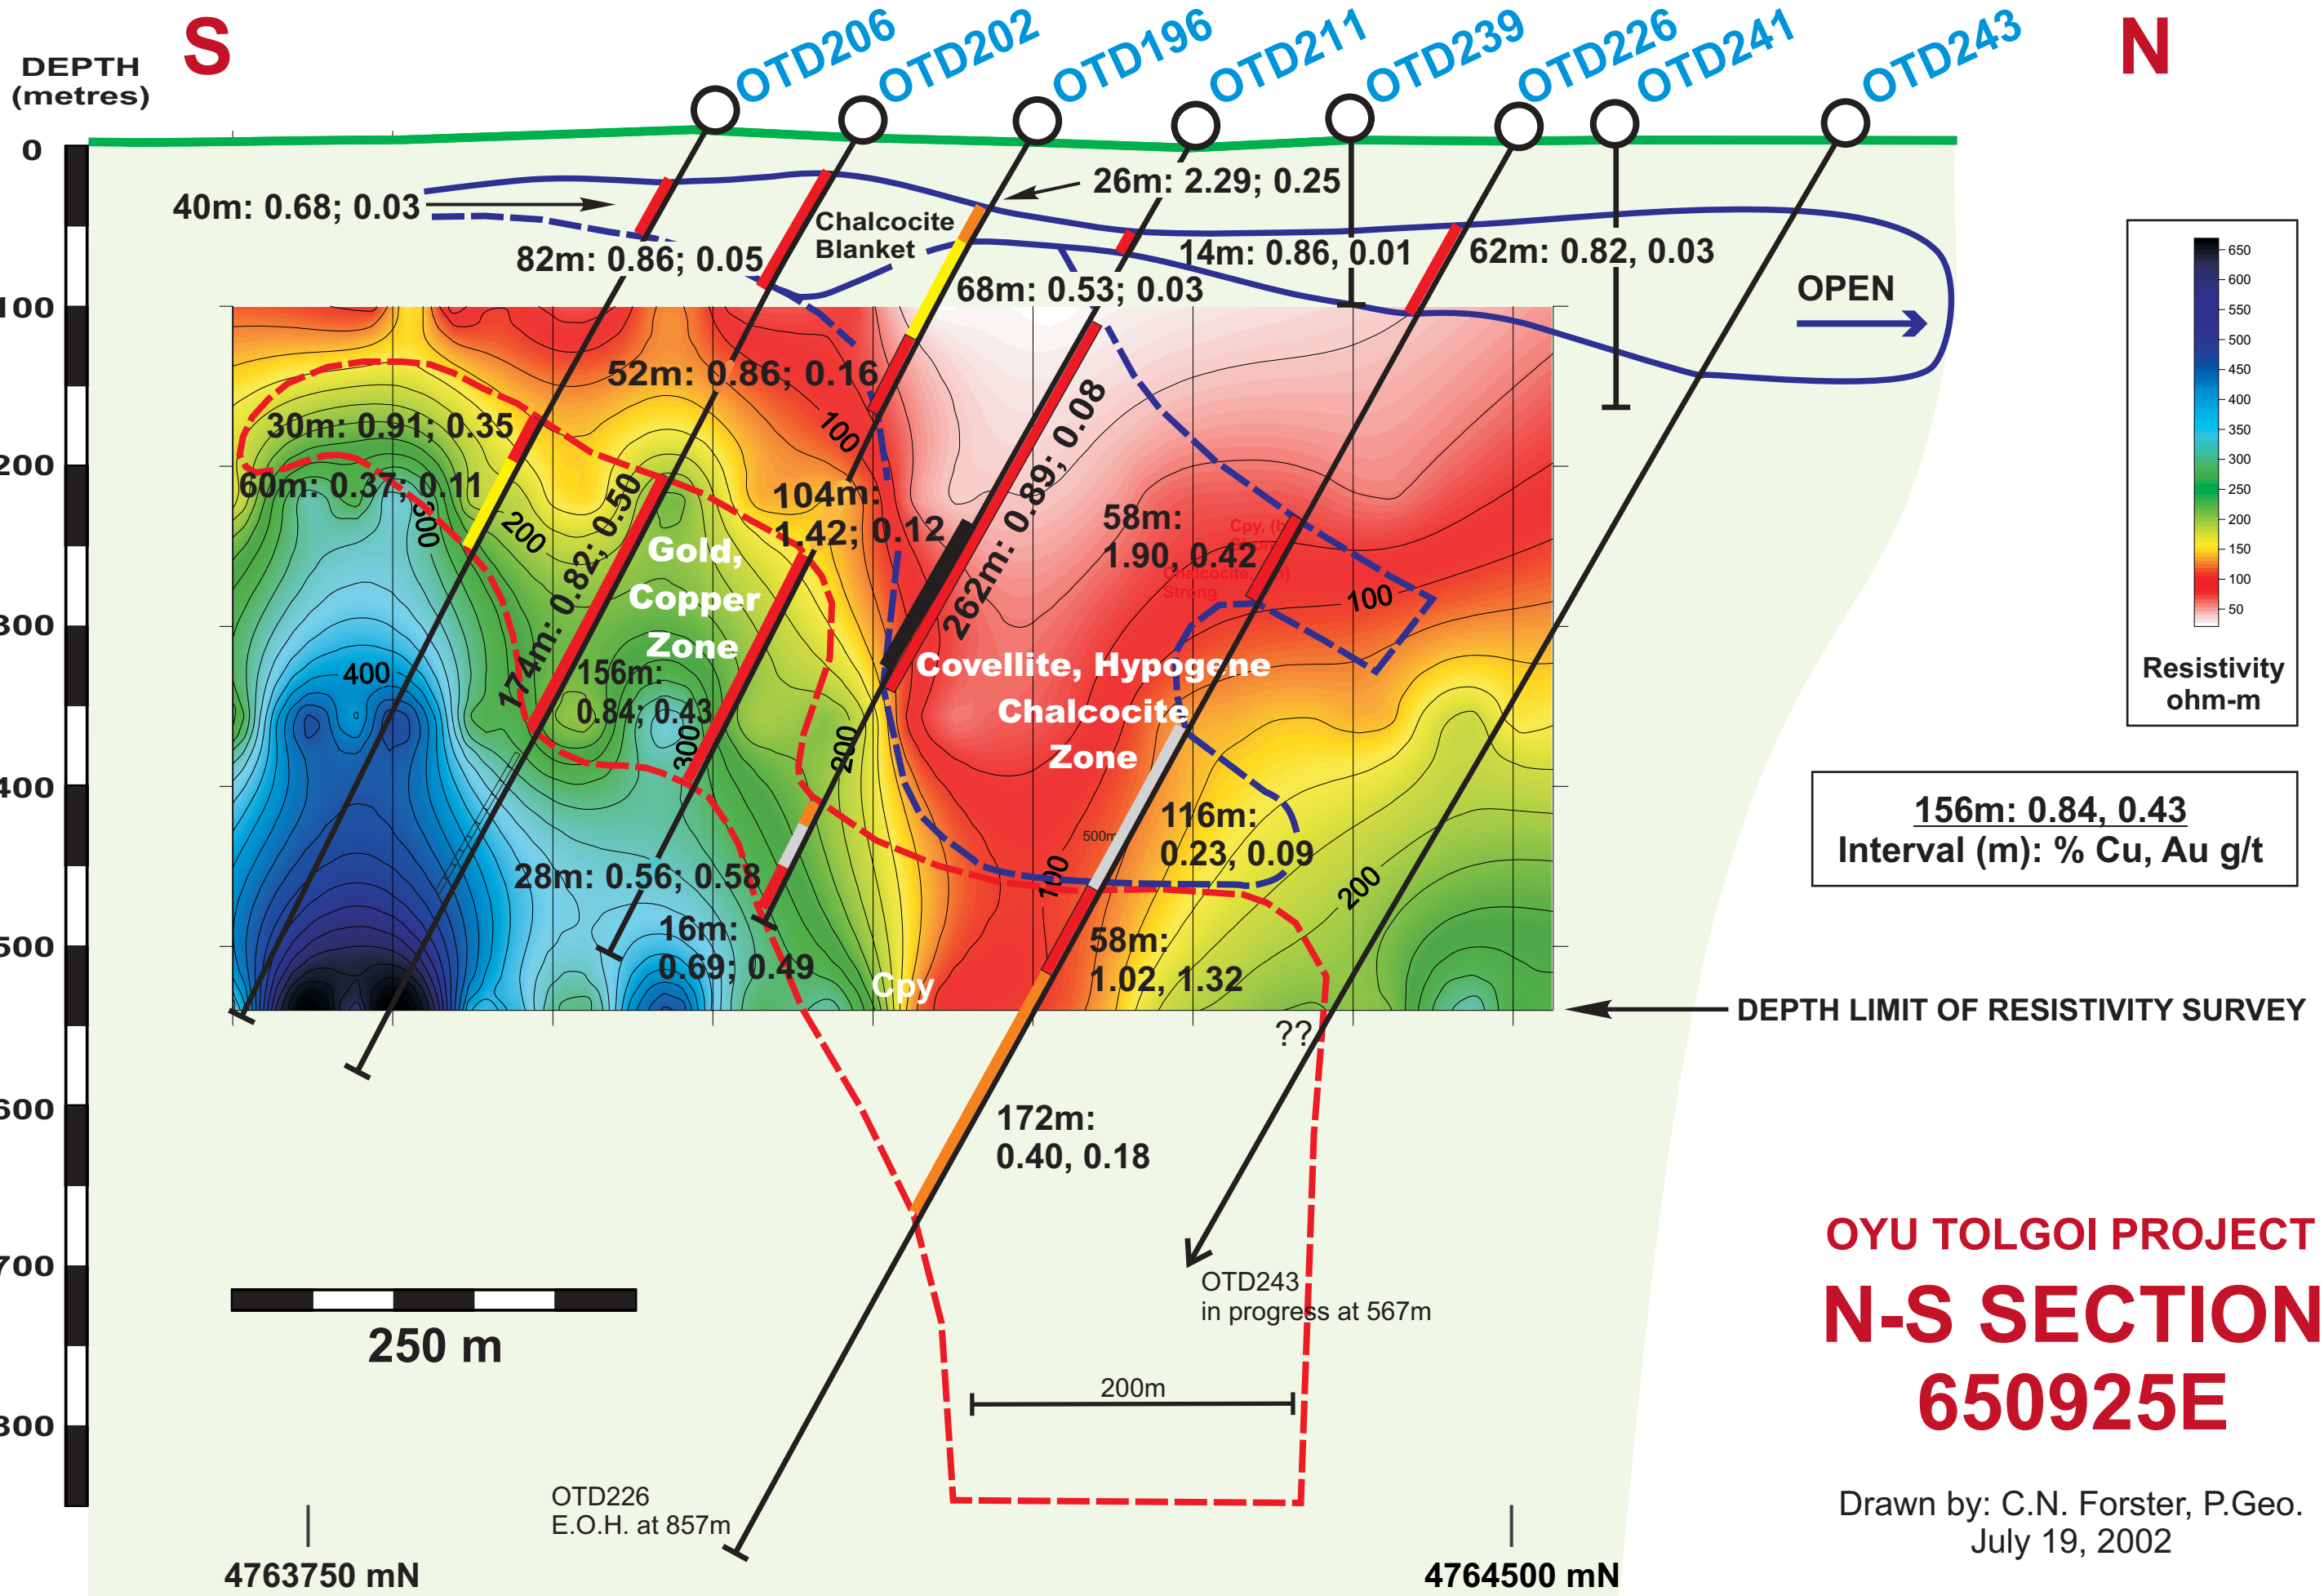 S
N
DEPTH
(metres)
OTD206
OTD202
OTD196
OTD211
OTD239
OTD226
OTD241
OTD243
0
100
200
300
400
500
600
700
800
40m: 0.68; 0.03
26m: 2.29; 0.25
Chalcocite
Blanket
82m: 0.86; 0.05
14m: 0.86, 0.01
62m: 0.82, 0.03
68m: 0.53; 0.03
OPEN
52m: 0.86; 0.16
30m: 0.91; 0.35
60m: 0.37; 0.11
100
300
200
174m: 0.82; 0.50
104m:
1.42; 0.12
262m: 0.89; 0.08
58m:
1.90, 0.42
Cpy,
Chalcocite,
Strong
Gold,
Copper
Zone
156m:
0.84; 0.43
400
300
200
100
Covellite, Hypogene
Chalcocite
Zone
116m:
0.23, 0.09
500m
100
200
28m: 0.56; 0.58
16m:
0.69; 0.49
Cpy
58m:
1.02, 1.32
??
DEPTH LIMIT OF RESISTIVITY SURVEY
172m:
0.40, 0.18
OTD243
in progress at 567m
250 m
200m
OTD226
E.O.H. at 857m
4763750 mN
4764500 mN
650
600
550
500
450
400
350
300
250
200
150
100
50
Resistivity
ohm-m
156m: 0.84, 0.43
Interval (m): % Cu, Au g/t
OYU TOLGOI PROJECT
N-S SECTION
650925E
Drawn by: C.N. Forster, P.Geo.
July 19, 2002